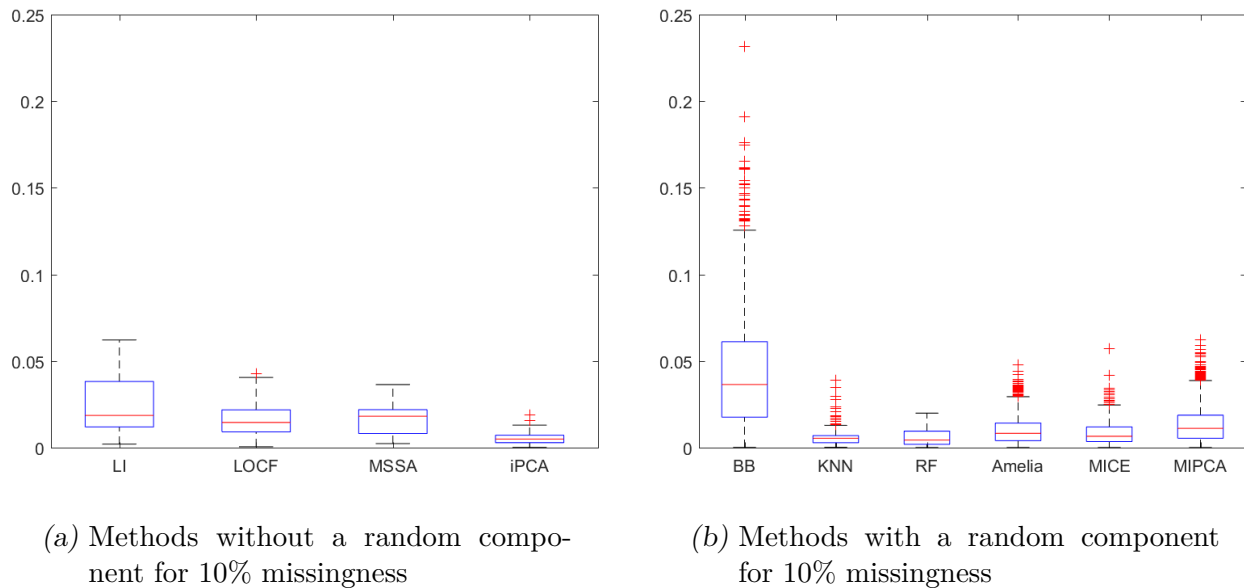 0.25
0.2
0.15
0.1
0.05
0
LI LOCF MSSA iPCA
(a) Methods without a random compo-
nent for 10% missingness
0.25
0.2
0.15
0.1
0.05
0
BB KNN RF Amelia MICE MIPCA
(b) Methods with a random component
for 10% missingness